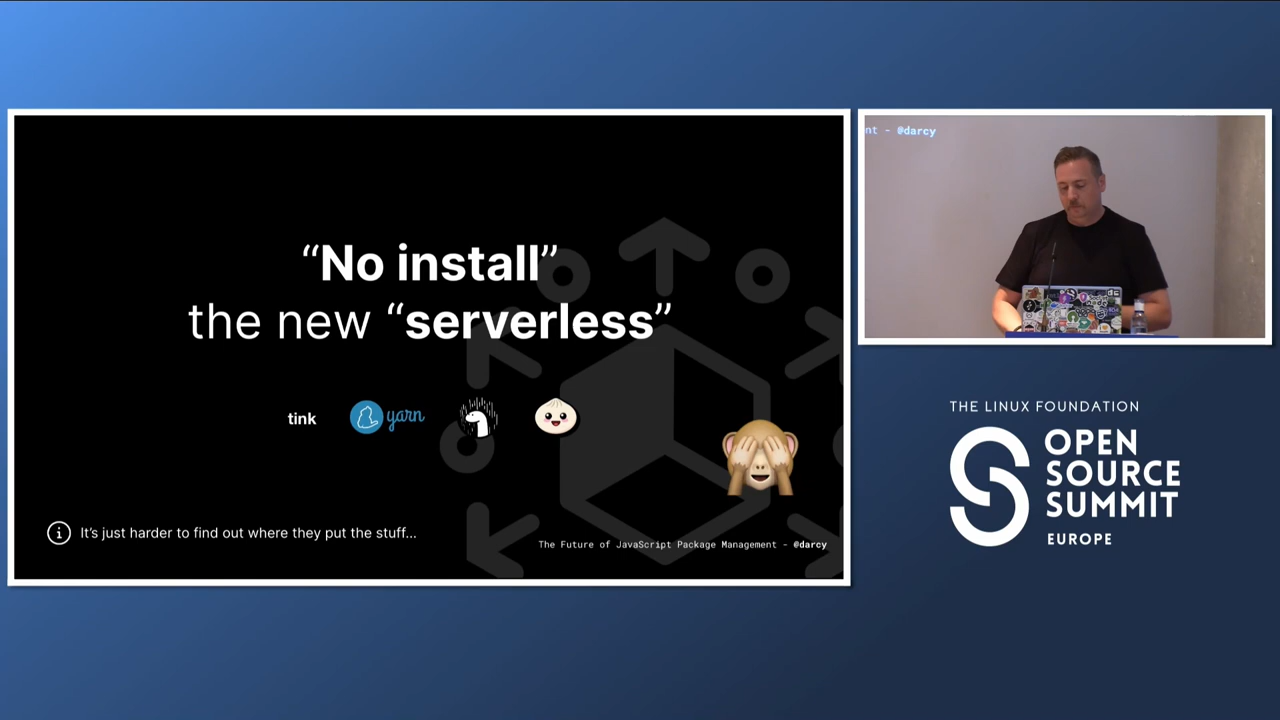 “No install”
the new “serverless”
tink
yarn
It’s just harder to find out where they put the stuff...
The Future of JavaScript Package Management - @darcy
nt - @darcy
THE LINUX FOUNDATION
OPEN
SOURCE
SUMMIT
EUROPE